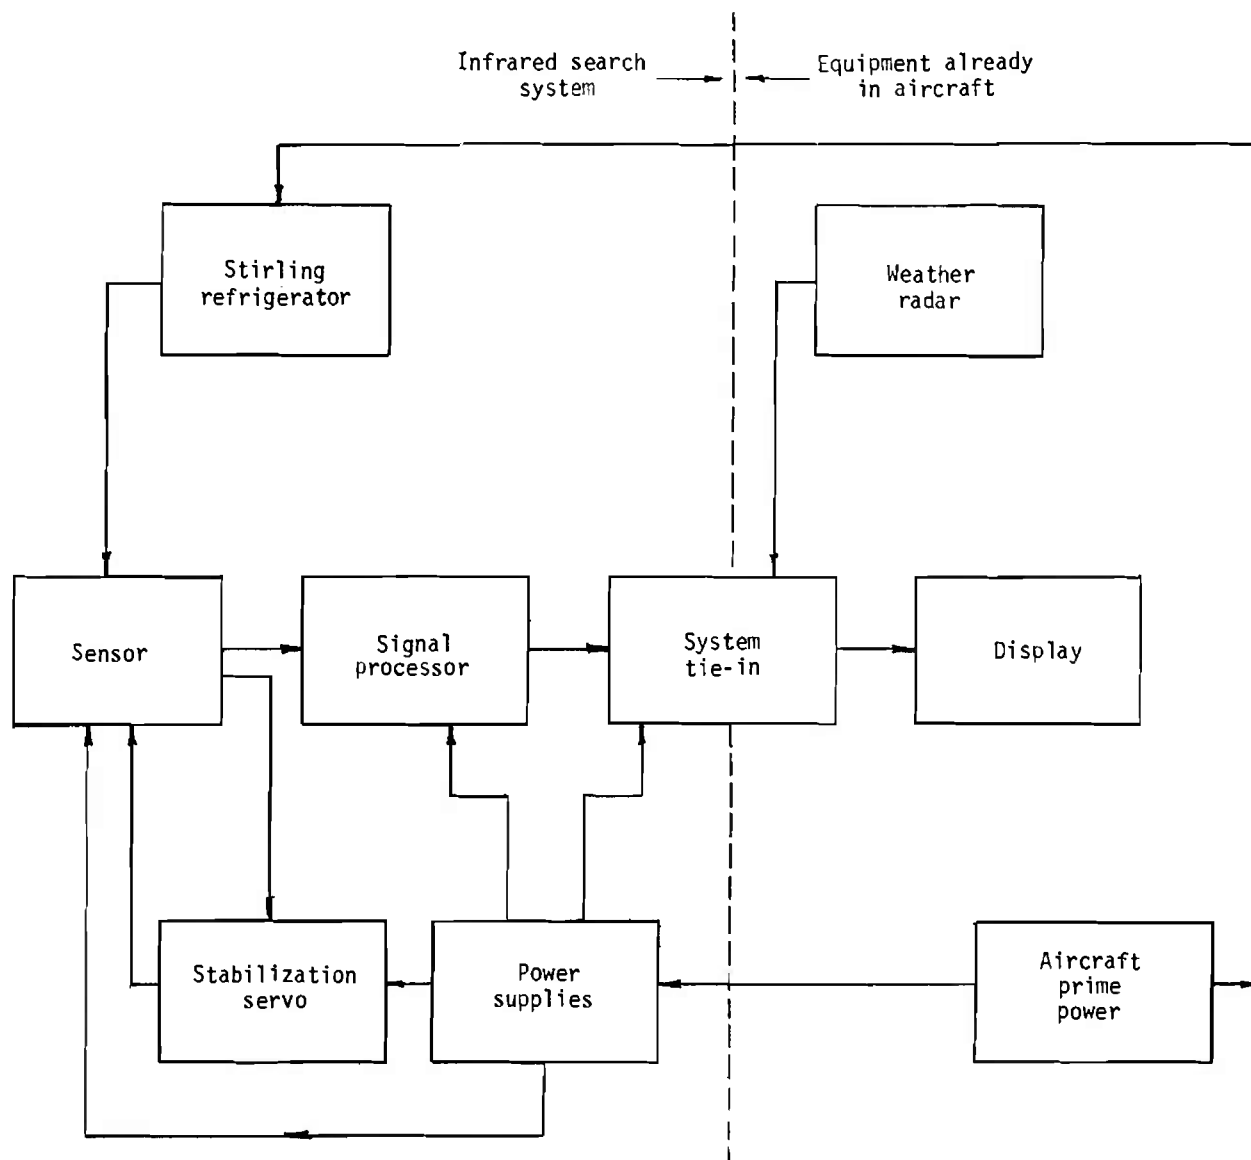 Infrared search
system
Equipment already
in aircraft
Stirling
refrigerator
Weather
radar
Sensor
Signal
processor
System
tie-in
Display
Stabilization
servo
Power
supplies
Aircraft
prime
power